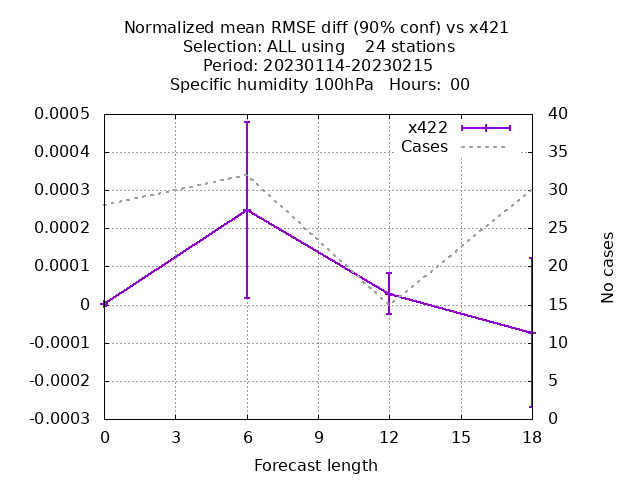 Normalized mean RMSE diff (90% conf) vs x421
Selection: ALL using    24 stations
Period: 20230114-20230215
Specific humidity 100hPa   Hours:  00
0.0005
0.0004
0.0003
0.0002
0.0001
0
-0.0001
-0.0002
-0.0003
x422
Cases
40
35
30
25
20
15
10
5
0
No cases
0 3 6 9 12 15 18
Forecast length